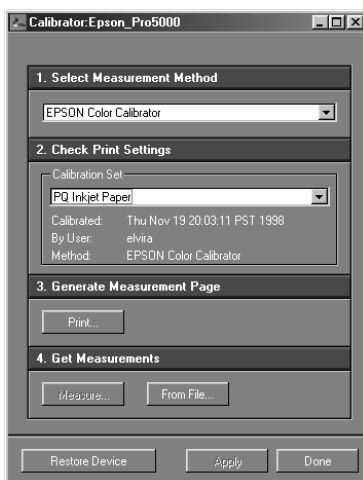 Calibrator:Epson_Pro5000
1. Select Measurement Method
EPSON Color Calibrator
2. Check Print Settings
Calibration Set
PQ Inkjet Paper
Calibrated: Thu Nov 19 20:03:11 PST 1998
By User: elvira
Method: EPSON Color Calibrator
3. Generate Measurement Page
Print...
4. Get Measurements
Measure... From File...
Restore Device Apply Done